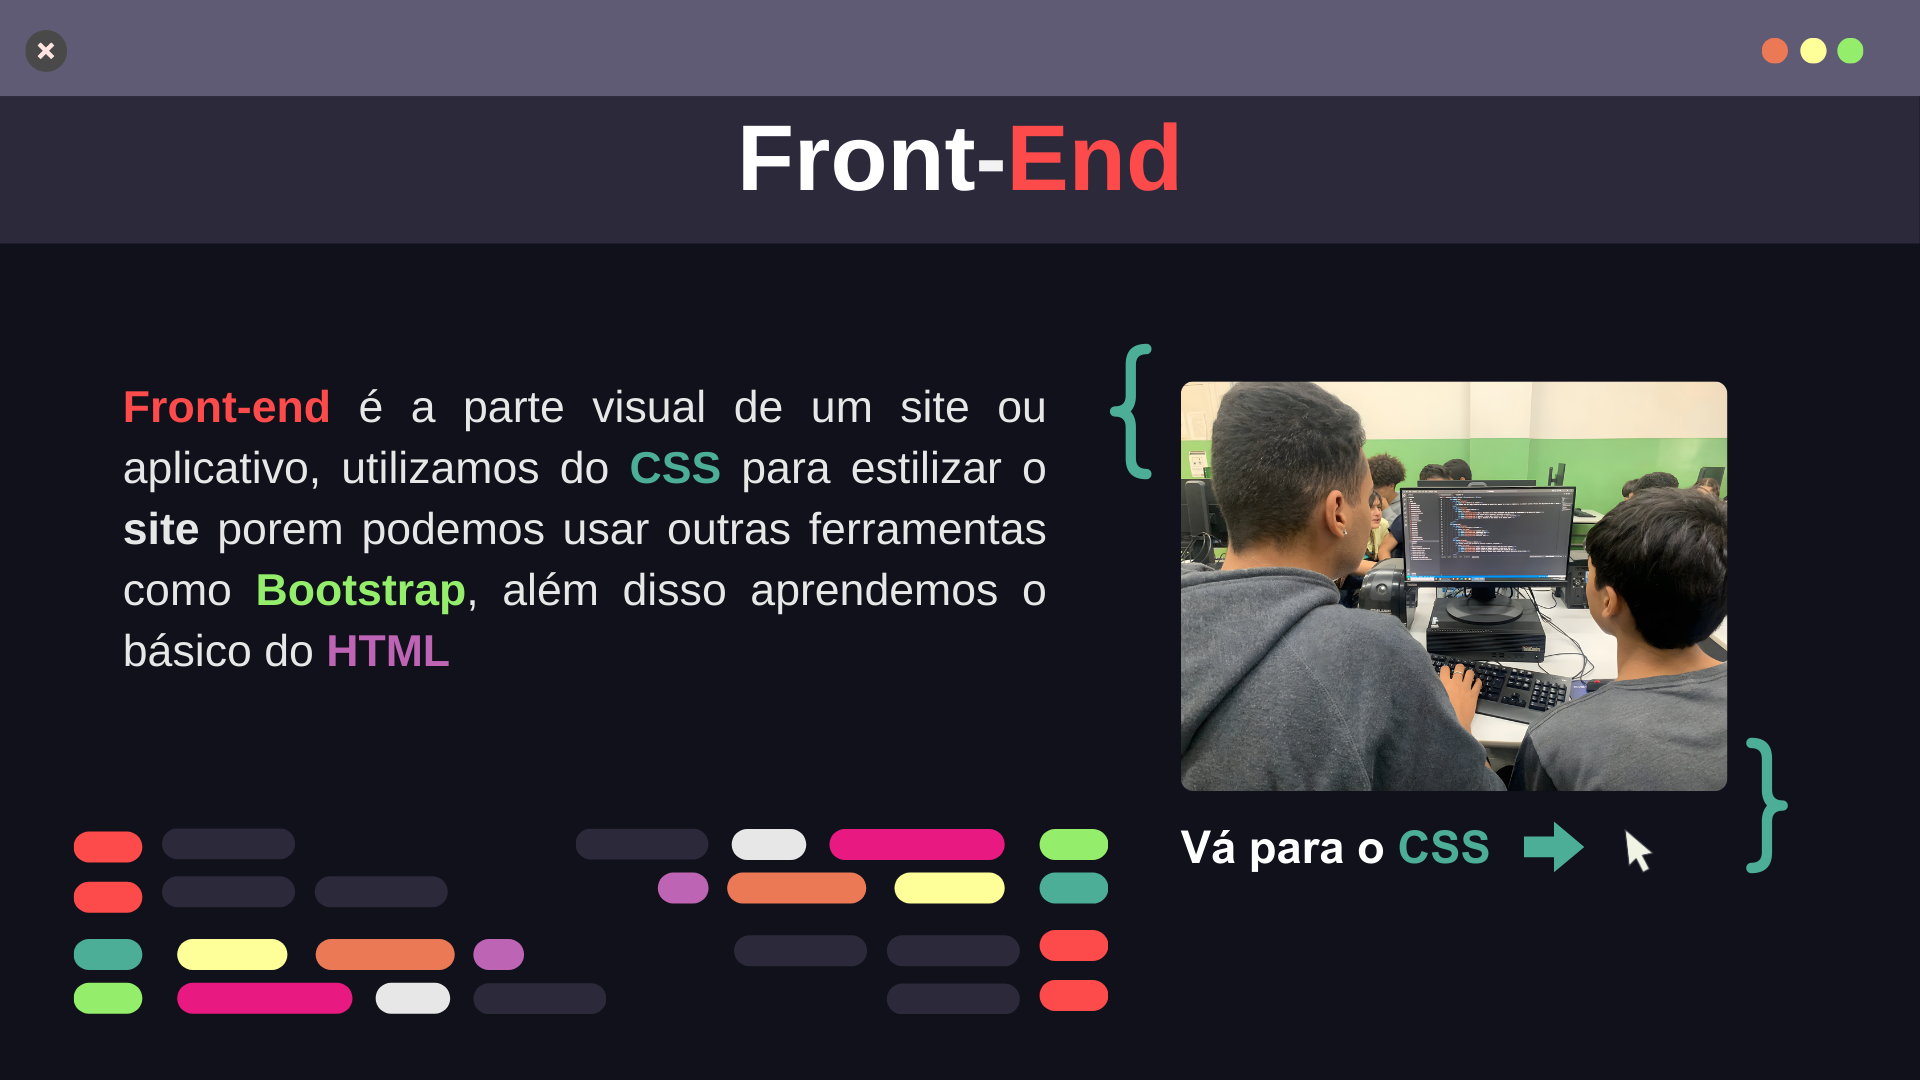 Front-End
Front-end é a parte visual de um site ou
aplicativo, utilizamos do CSS para estilizar o
site porem podemos usar outras ferramentas
como Bootstrap, além disso aprendemos o
básico do HTML
Vá para o CSS